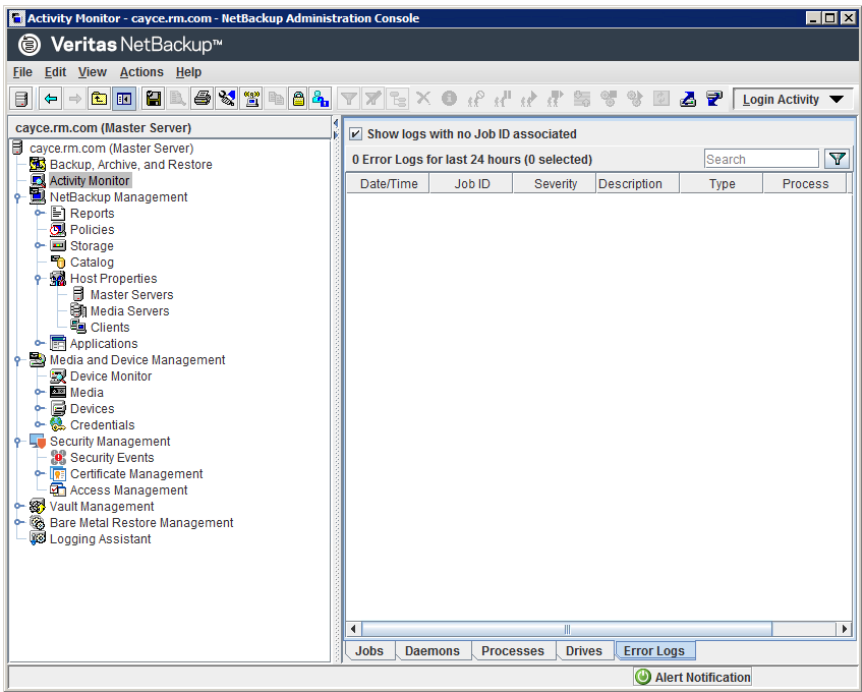 Activity Monitor - cayce.rm.com - NetBackup Administration Console
Veritas NetBackup™
File Edit View Actions Help
Login Activity
cayce.rm.com (Master Server)
cayce.rm.com (Master Server)
Backup, Archive, and Restore
Activity Monitor
NetBackup Management
Reports
Policies
Storage
Catalog
Host Properties
Master Servers
Media Servers
Clients
Applications
Media and Device Management
Device Monitor
Media
Devices
Credentials
Security Management
Security Events
Certificate Management
Access Management
Vault Management
Bare Metal Restore Management
Logging Assistant
Show logs with no Job ID associated
0 Error Logs for last 24 hours (0 selected)
Search
Date/Time Job ID Severity Description Type Process
Jobs Daemons Processes Drives Error Logs
Alert Notification